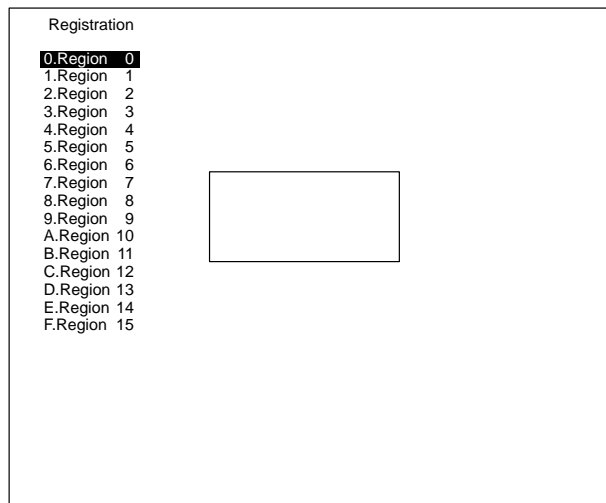 Registration
0.Region 0
1.Region 1
2.Region 2
3.Region 3
4.Region 4
5.Region 5
6.Region 6
7.Region 7
8.Region 8
9.Region 9
A.Region 10
B.Region 11
C.Region 12
D.Region 13
E.Region 14
F.Region 15